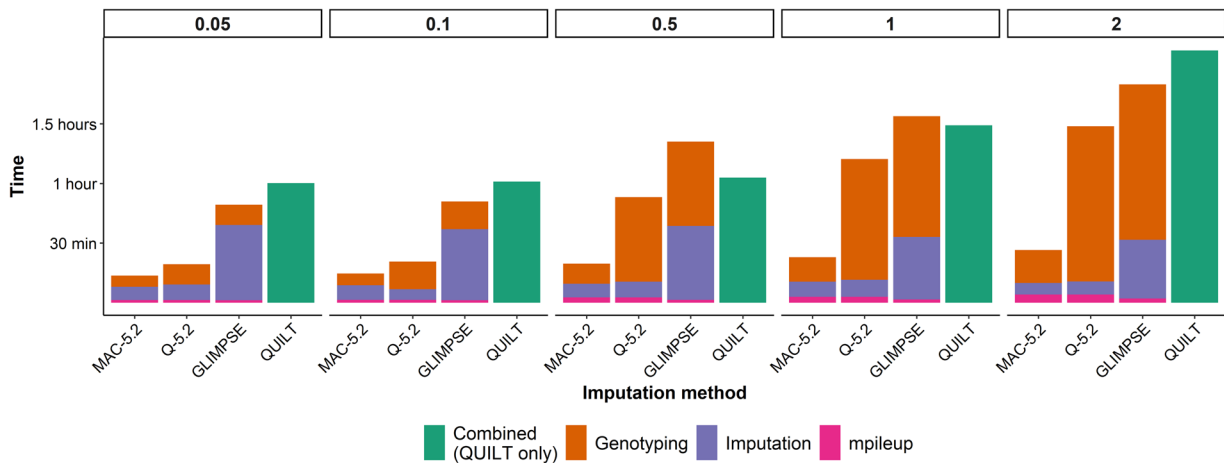 0.05 0.1 0.5 1 2
Time
1.5 hours
1 hour
30 min
MAC-5.2 Q-5.2 GLIMPSE QUILT MAC-5.2 Q-5.2 GLIMPSE QUILT MAC-5.2 Q-5.2 GLIMPSE QUILT MAC-5.2 Q-5.2 GLIMPSE QUILT MAC-5.2 Q-5.2 GLIMPSE QUILT
Imputation method
Combined
(QUILT only)
Genotyping
Imputation
mpileup